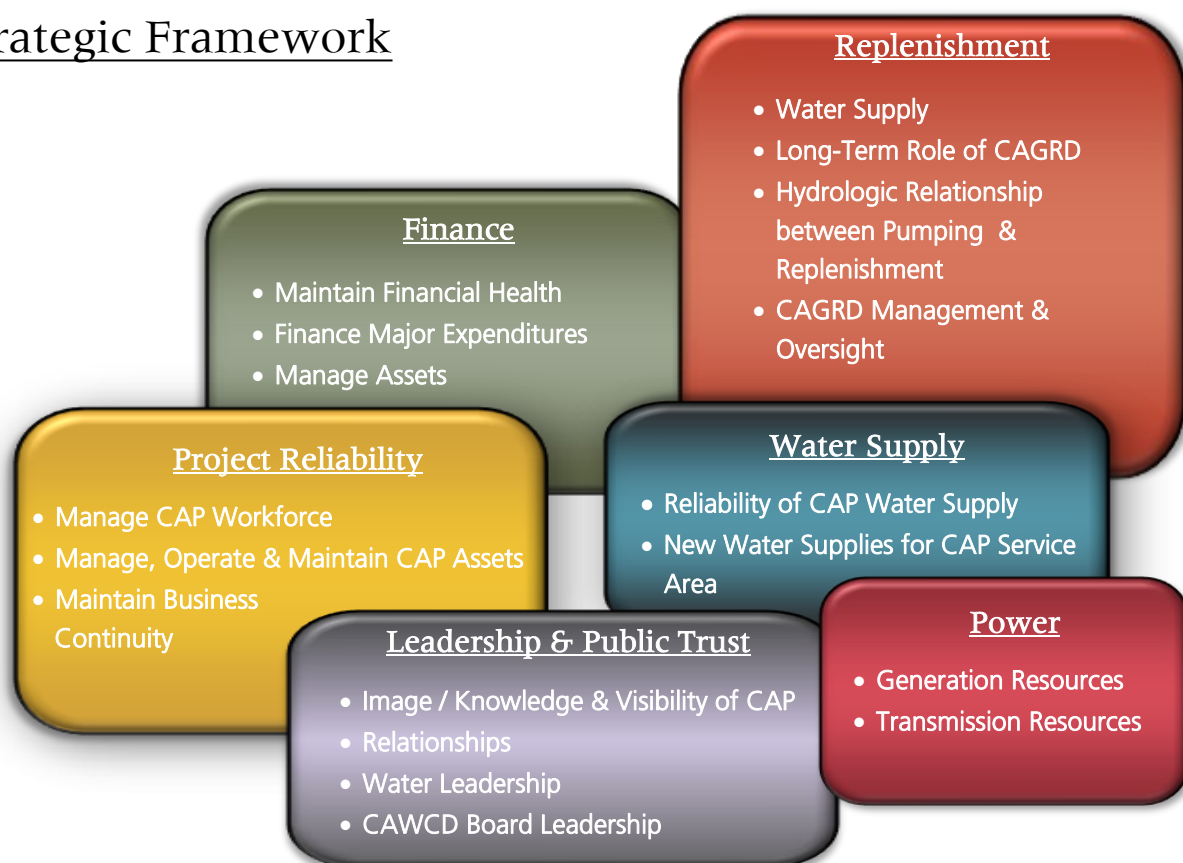 rategic Framework
Replenishment
• Water Supply
• Long-Term Role of CAGRD
• Hydrologic Relationship
between Pumping &
Replenishment
• CAGRD Management &
Oversight
Finance
• Maintain Financial Health
• Finance Major Expenditures
• Manage Assets
Project Reliability
• Manage CAP Workforce
• Manage, Operate & Maintain CAP Assets
• Maintain Business
Continuity
Water Supply
• Reliability of CAP Water Supply
• New Water Supplies for CAP Service
Area
Leadership & Public Trust
• Image / Knowledge & Visibility of CAP
• Relationships
• Water Leadership
• CAWCD Board Leadership
Power
• Generation Resources
• Transmission Resources